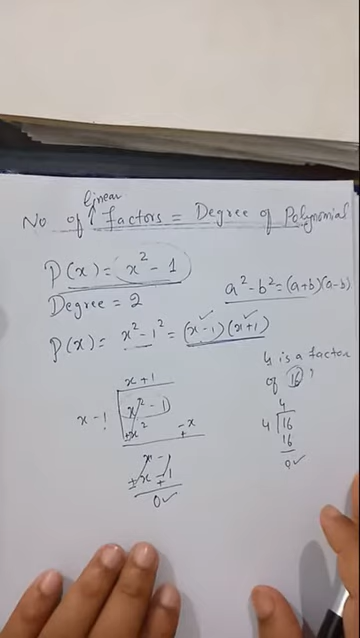 linear
No of factors = Degree of Polynomial
P(x) = x² - 1
a² - b² = (a+b)(a-b)
Degree = 2
P(x) = x² - 1² = (x-1)(x+1)
4 is a factor
of 16 ?
x + 1
x - 1 x² - 1
± x² ∓ x
x - 1
± x ∓ 1
0 ✓
4
4 16
16
0 ✓